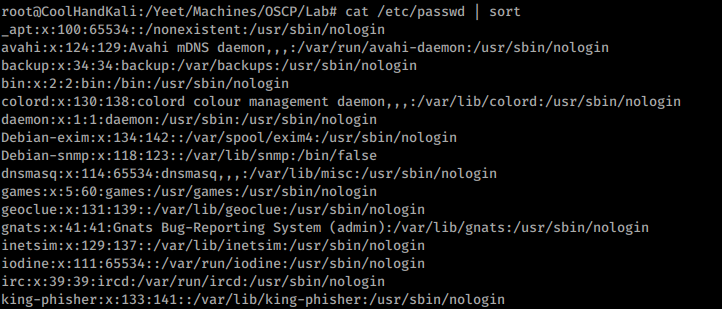 root@CoolHandKali:/Yeet/Machines/OSCP/Lab# cat /etc/passwd | sort
_apt:x:100:65534::/nonexistent:/usr/sbin/nologin
avahi:x:124:129:Avahi mDNS daemon,,,:/var/run/avahi-daemon:/usr/sbin/nologin
backup:x:34:34:backup:/var/backups:/usr/sbin/nologin
bin:x:2:2:bin:/bin:/usr/sbin/nologin
colord:x:130:138:colord colour management daemon,,,:/var/lib/colord:/usr/sbin/nologin
daemon:x:1:1:daemon:/usr/sbin:/usr/sbin/nologin
Debian-exim:x:134:142::/var/spool/exim4:/usr/sbin/nologin
Debian-snmp:x:118:123::/var/lib/snmp:/bin/false
dnsmasq:x:114:65534:dnsmasq,,,:/var/lib/misc:/usr/sbin/nologin
games:x:5:60:games:/usr/games:/usr/sbin/nologin
geoclue:x:131:139::/var/lib/geoclue:/usr/sbin/nologin
gnats:x:41:41:Gnats Bug-Reporting System (admin):/var/lib/gnats:/usr/sbin/nologin
inetsim:x:129:137::/var/lib/inetsim:/usr/sbin/nologin
iodine:x:111:65534::/var/run/iodine:/usr/sbin/nologin
irc:x:39:39:ircd:/var/run/ircd:/usr/sbin/nologin
king-phisher:x:133:141::/var/lib/king-phisher:/usr/sbin/nologin